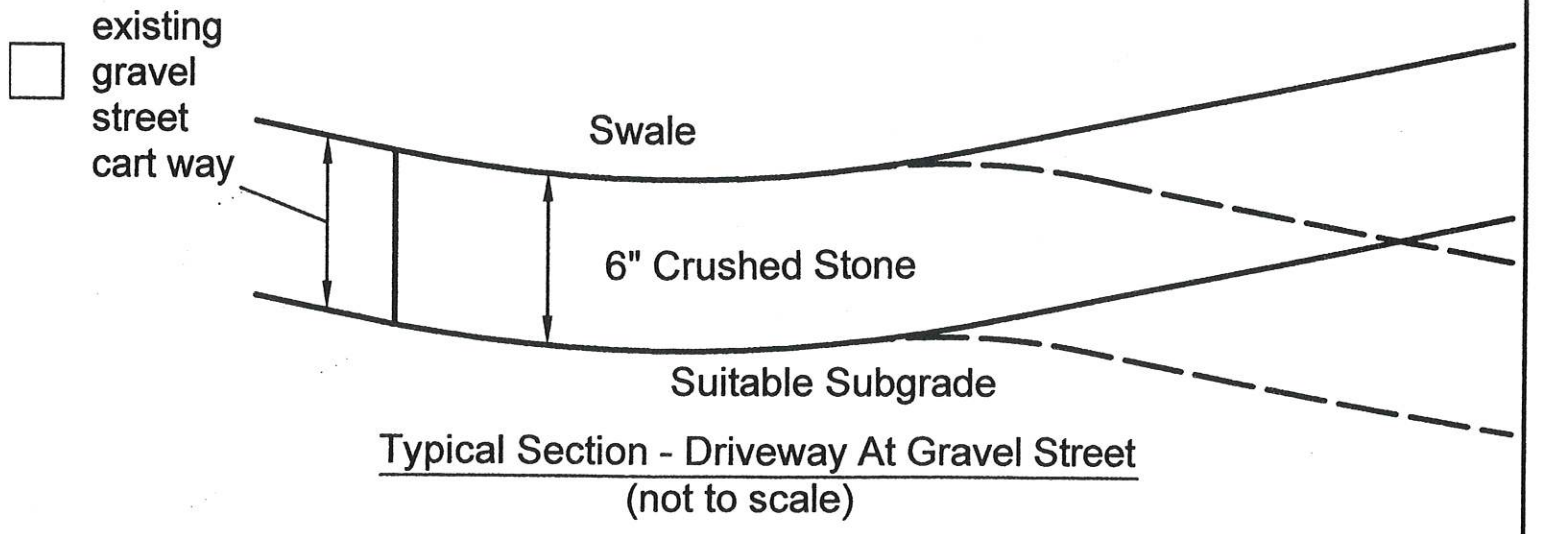 existing
gravel
street
cart way
Swale
6" Crushed Stone
Suitable Subgrade
Typical Section - Driveway At Gravel Street
(not to scale)